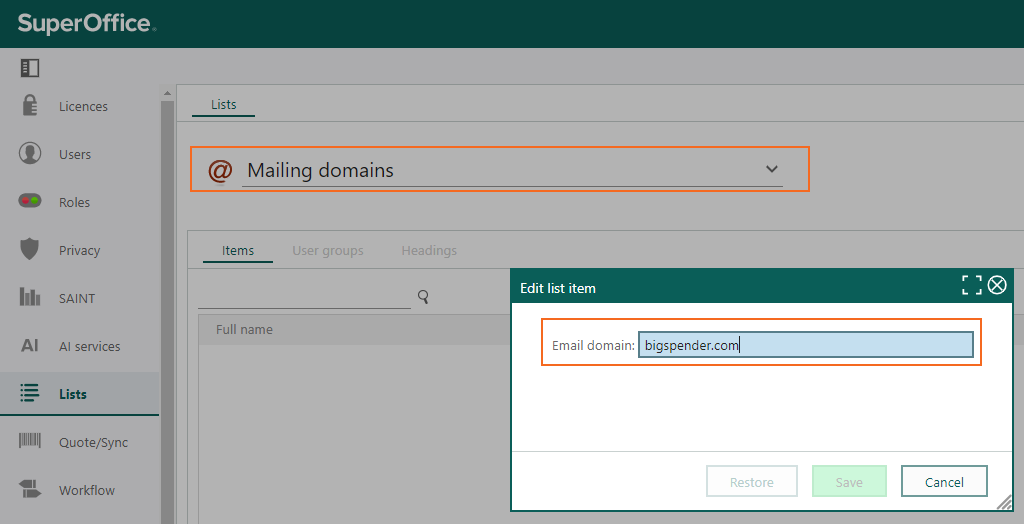 SuperOffice
Licences
Users
Roles
Privacy
SAINT
AI AI services
Lists
Quote/Sync
Workflow
Lists
@ Mailing domains
Items User groups Headings
Full name
Edit list item
Email domain: bigspender.com
Restore Save Cancel